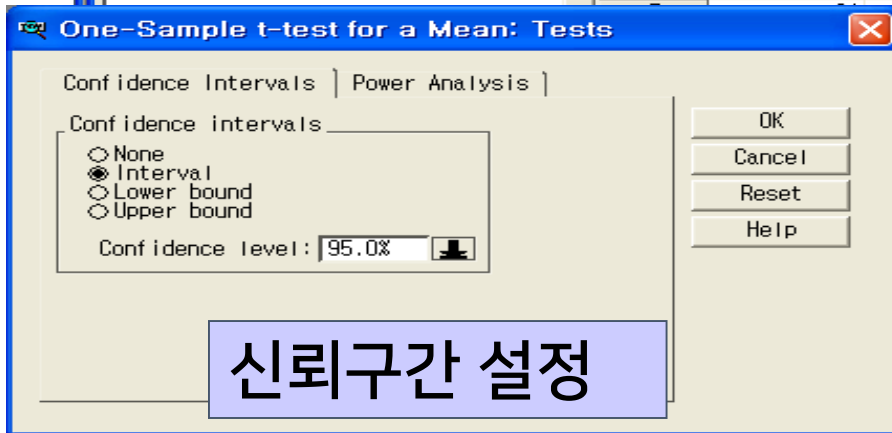 One-Sample t-test for a Mean: Tests
Confidence Intervals Power Analysis
Confidence intervals
None
Interval
Lower bound
Upper bound
Confidence level: 95.0%
OK
Cancel
Reset
Help
신뢰구간 설정